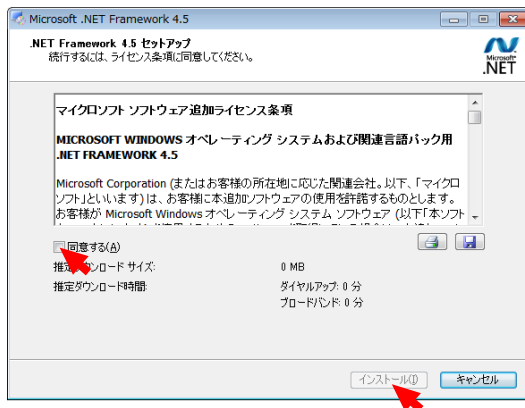 Microsoft .NET Framework 4.5
.NET Framework 4.5 セットアップ
続行するには、ライセンス条項に同意してください。
Microsoft
.NET
マイクロソフト ソフトウェア追加ライセンス条項
MICROSOFT WINDOWS オペレーティング システムおよび関連言語パック用
.NET FRAMEWORK 4.5
Microsoft Corporation (またはお客様の所在地に応じた関連会社。以下、「マイクロ
ソフト」といいます) は、お客様に本追加ソフトウェアの使用を許諾するものとします。
お客様が Microsoft Windows オペレーティング システム ソフトウェア (以下「本ソフト
同意する(A)
推定ダウンロード サイズ: 0 MB
推定ダウンロード時間: ダイヤルアップ: 0 分
ブロードバンド: 0 分
インストール(I) キャンセル